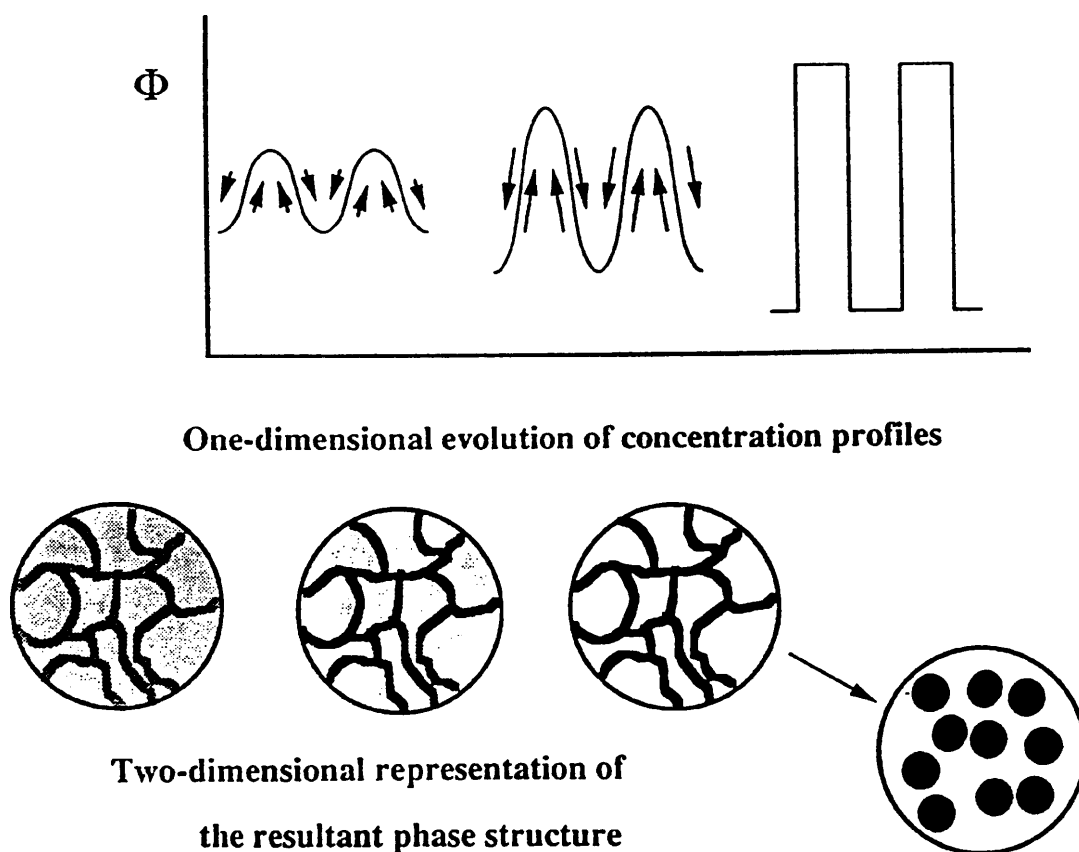 Φ
One-dimensional evolution of concentration profiles
Two-dimensional representation of
the resultant phase structure